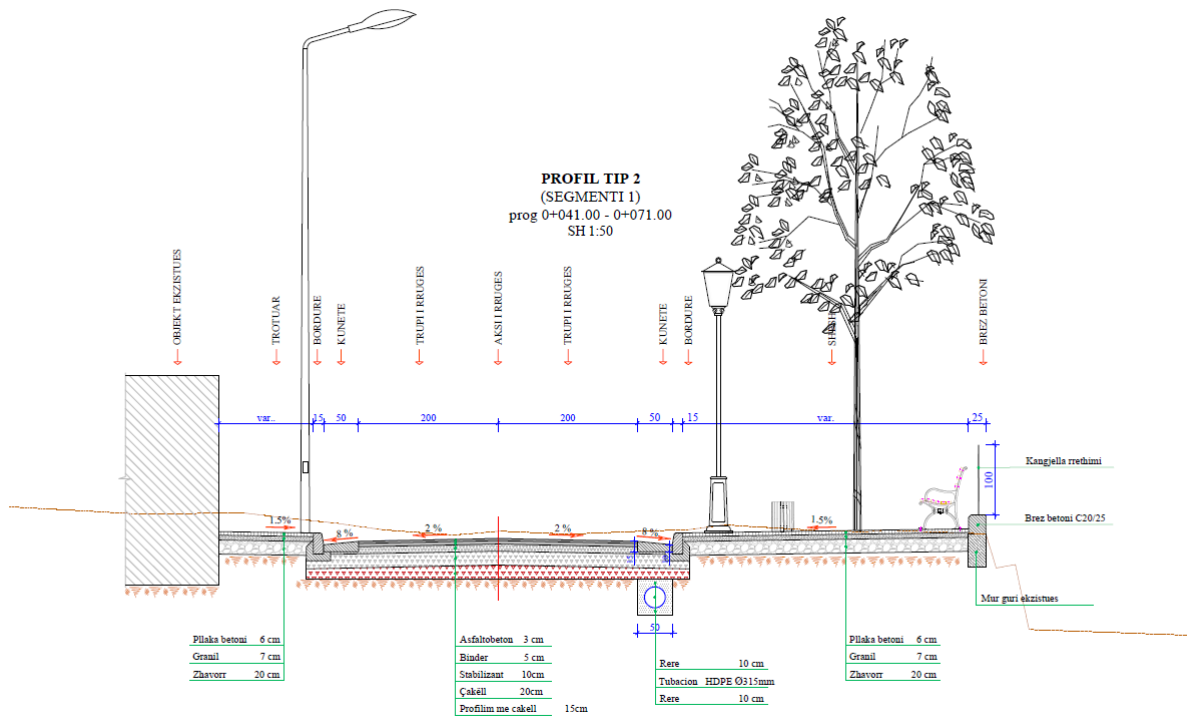 PROFIL TIP 2
(SEGMENTI 1)
prog 0+041.00 - 0+071.00
SH 1:50
OBJEKT EKZISTUES
TROTUAR
BORDURE
KUNETE
TRUPI I RRUGES
AKSI I RRUGES
TRUPI I RRUGES
KUNETE
BORDURE
BREZ BETONI
var..
15
50
200
200
50
15
var.
25
100
Kangjella rrethimi
Brez betoni C20/25
Mur guri ekzistues
1.5%
8%
2 %
2 %
8%
1.5%
50
Pllaka betoni 6 cm
Granil 7 cm
Zhavorr 20 cm
Asfaltobeton 3 cm
Binder 5 cm
Stabilizant 10cm
Çakëll 20cm
Profilim me cakell 15cm
Rere 10 cm
Tubacion HDPE Ø315mm
Rere 10 cm
Pllaka betoni 6 cm
Granil 7 cm
Zhavorr 20 cm